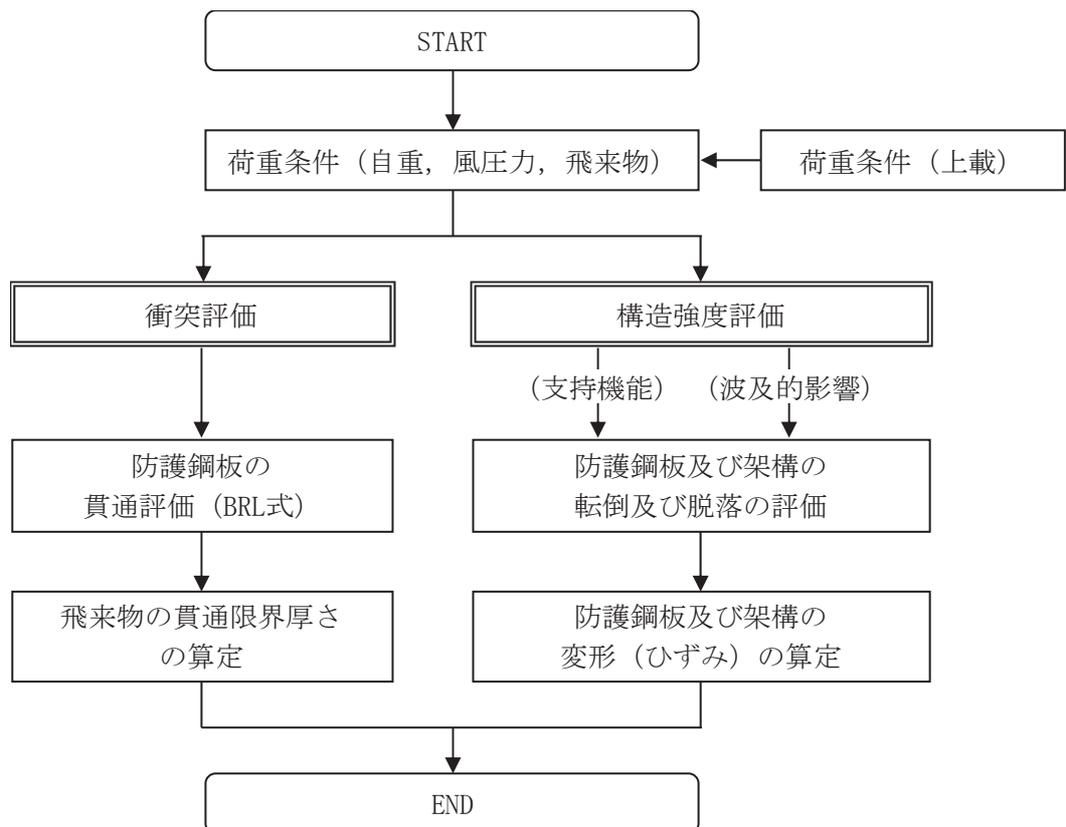 START
荷重条件（自重，風圧力，飛来物）
荷重条件（上載）
衝突評価
構造強度評価
（支持機能）
（波及的影響）
防護鋼板の
貫通評価（BRL式）
防護鋼板及び架構の
転倒及び脱落の評価
飛来物の貫通限界厚さ
の算定
防護鋼板及び架構の
変形（ひずみ）の算定
END